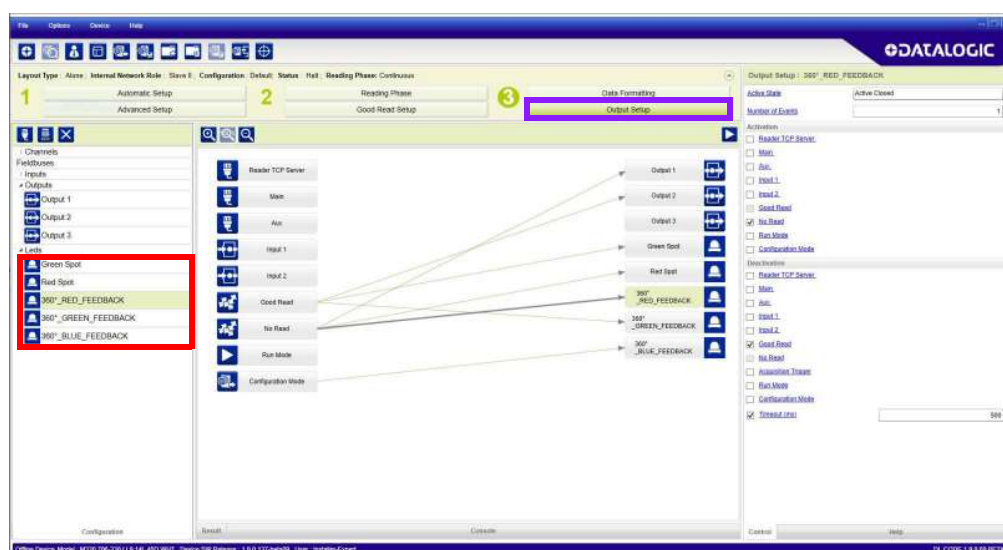 File Options Device Help
DATALOGIC
Layout Type : Alone ; Internal Network Role : Slave 0 ; Configuration : Default; Status : Halt ; Reading Phase: Continuous
1 Automatic Setup
Advanced Setup
2 Reading Phase
Good Read Setup
3 Data Formatting
Output Setup
Channels
Fieldbuses
Inputs
Outputs
Output 1
Output 2
Output 3
Leds
Green Spot
Red Spot
360°_RED_FEEDBACK
360°_GREEN_FEEDBACK
360°_BLUE_FEEDBACK
Configuration
Reader TCP Server
Main
Aux
Input 1
Input 2
Good Read
No Read
Run Mode
Configuration Mode
Output 1
Output 2
Output 3
Green Spot
Red Spot
360°
_RED_FEEDBACK
360°
_GREEN_FEEDBACK
360°
_BLUE_FEEDBACK
Result Console
Output Setup : 360°_RED_FEEDBACK
Active State Active Closed
Number of Events 1
Activation
Reader TCP Server
Main
Aux
Input 1
Input 2
Good Read
No Read
Run Mode
Configuration Mode
Deactivation
Reader TCP Server
Main
Aux
Input 1
Input 2
Good Read
No Read
Acquisition Trigger
Run Mode
Configuration Mode
Timeout (ms) 500
Control Help